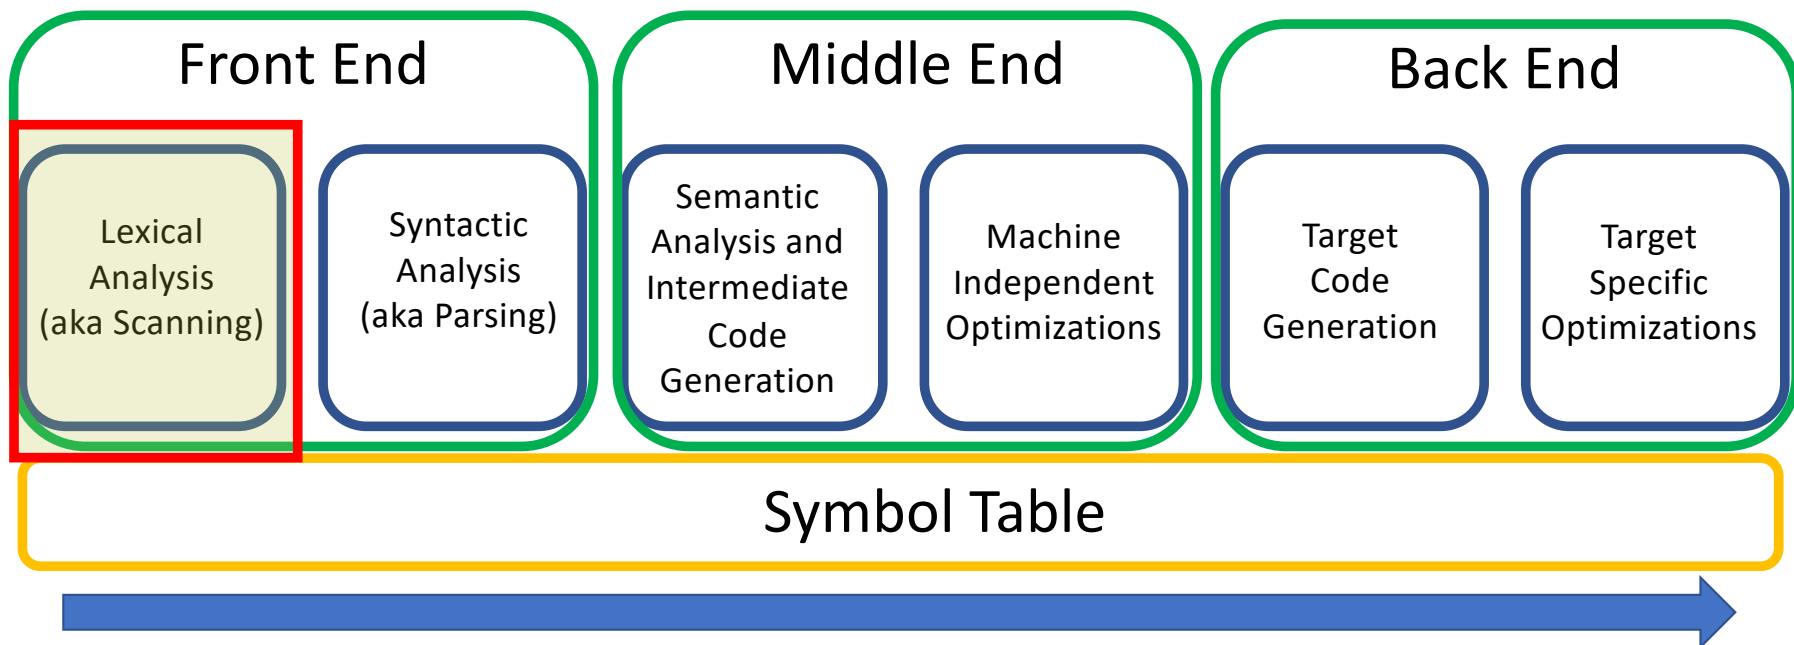 Front End
Lexical
Analysis
(aka Scanning)
Syntactic
Analysis
(aka Parsing)
Middle End
Semantic
Analysis and
Intermediate
Code
Generation
Machine
Independent
Optimizations
Back End
Target
Code
Generation
Target
Specific
Optimizations
Symbol Table